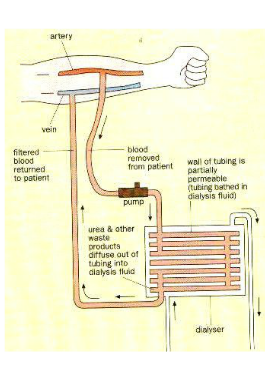 artery
vein
filtered
blood
returned
to patient
blood
removed
from patient
pump
wall of tubing is
partially
permeable
(tubing bathed in
dialysis fluid)
urea & other
waste
products
diffuse out of
tubing into
dialysis fluid
dialyser